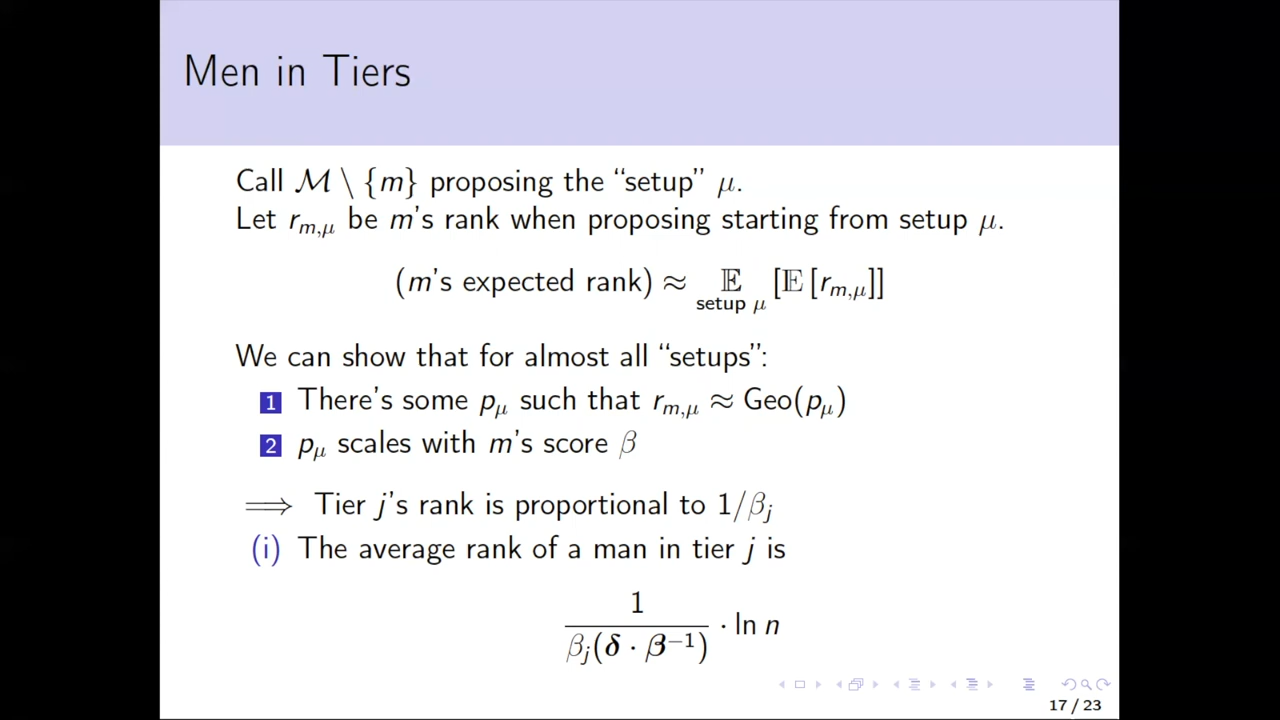 Men in Tiers
Call ℳ \ {m} proposing the “setup” μ.
Let r_{m,μ} be m’s rank when proposing starting from setup μ.
(m’s expected rank) ≈ 𝔼_{setup μ} [𝔼 [r_{m,μ}]]
We can show that for almost all “setups”:
1 There’s some p_μ such that r_{m,μ} ≈ Geo(p_μ)
2 p_μ scales with m’s score β
⟹ Tier j’s rank is proportional to 1/β_j
(i) The average rank of a man in tier j is
\frac{1}{β_j(δ · β^{−1})} · ln n
17 / 23